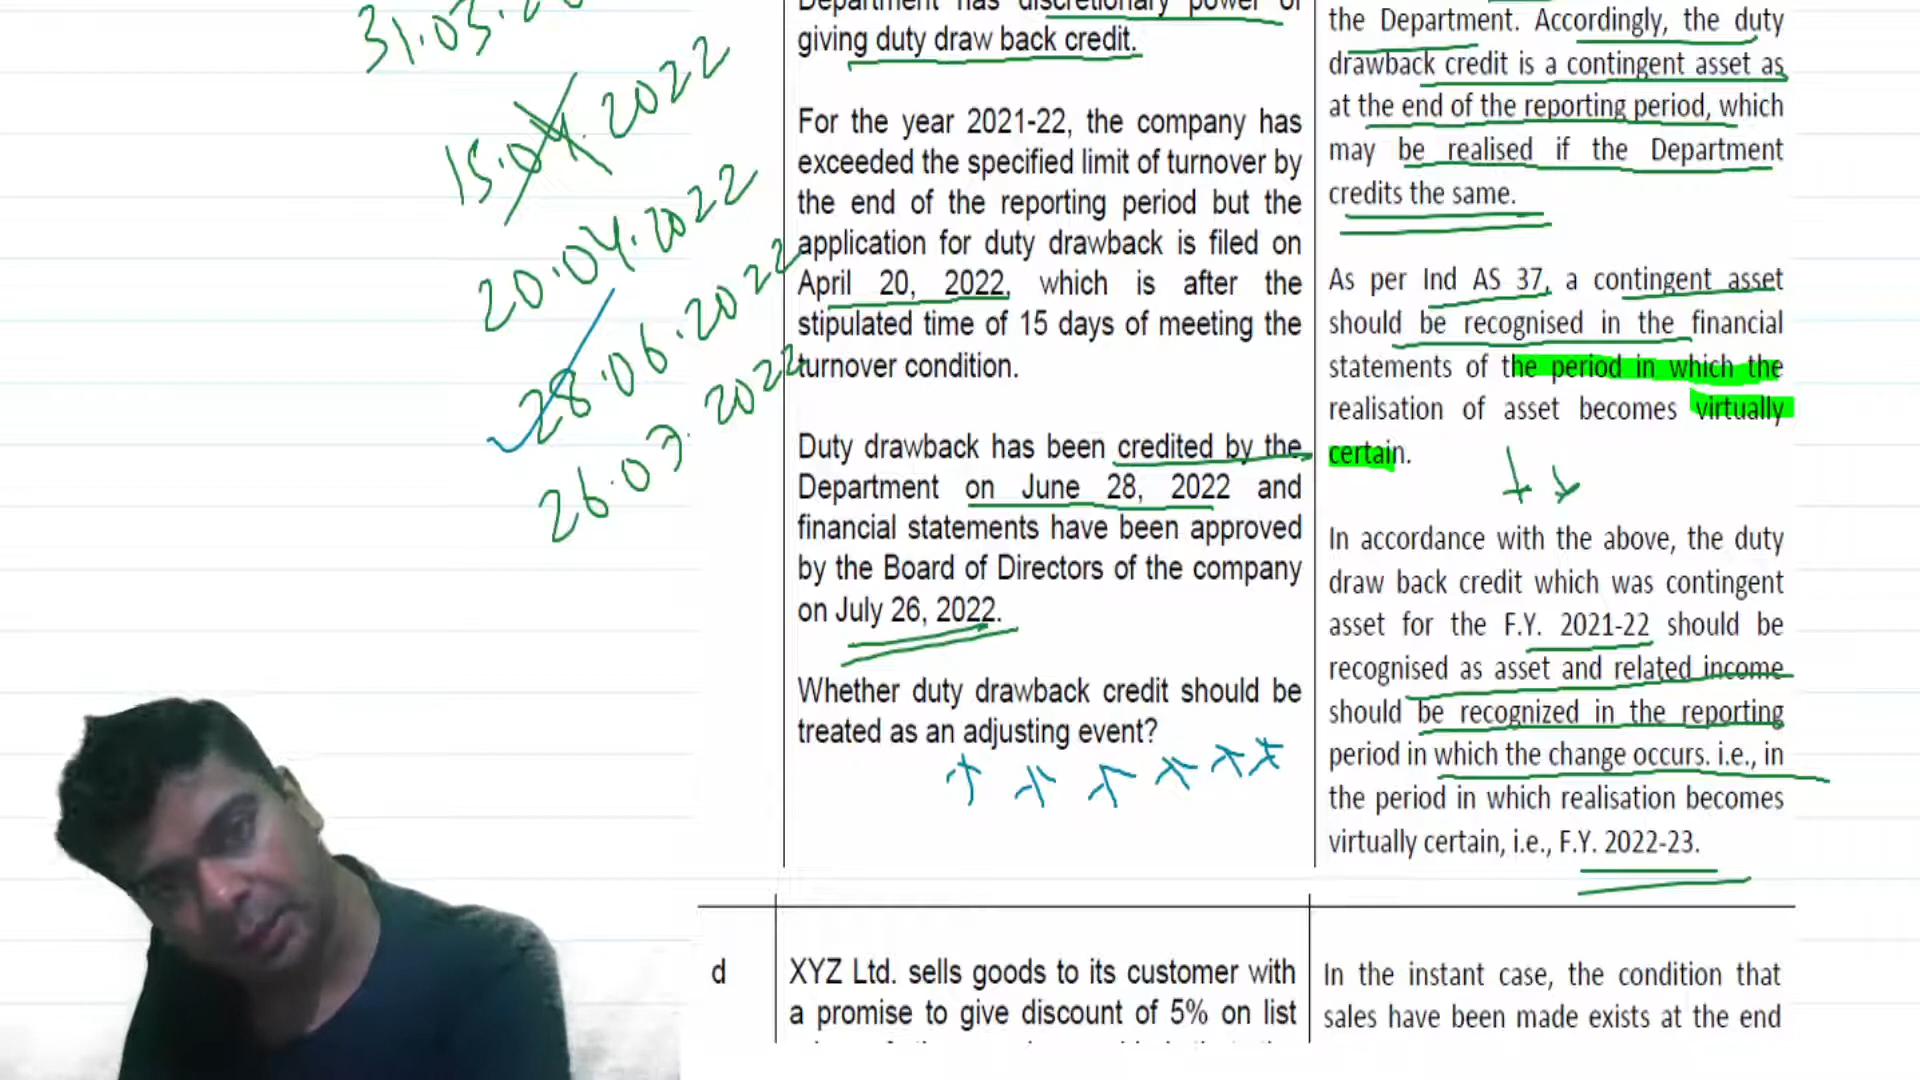 31.03.20
15.04.2022
20.04.2022
28.06.2022
26.03.2022
Department has discretionary power of
giving duty draw back credit.
For the year 2021-22, the company has
exceeded the specified limit of turnover by
the end of the reporting period but the
application for duty drawback is filed on
April 20, 2022, which is after the
stipulated time of 15 days of meeting the
turnover condition.
Duty drawback has been credited by the
Department on June 28, 2022 and
financial statements have been approved
by the Board of Directors of the company
on July 26, 2022.
Whether duty drawback credit should be
treated as an adjusting event?
the Department. Accordingly, the duty
drawback credit is a contingent asset as
at the end of the reporting period, which
may be realised if the Department
credits the same.
As per Ind AS 37, a contingent asset
should be recognised in the financial
statements of the period in which the
realisation of asset becomes virtually
certain.
In accordance with the above, the duty
draw back credit which was contingent
asset for the F.Y. 2021-22 should be
recognised as asset and related income
should be recognized in the reporting
period in which the change occurs. i.e., in
the period in which realisation becomes
virtually certain, i.e., F.Y. 2022-23.
d
XYZ Ltd. sells goods to its customer with
a promise to give discount of 5% on list
In the instant case, the condition that
sales have been made exists at the end